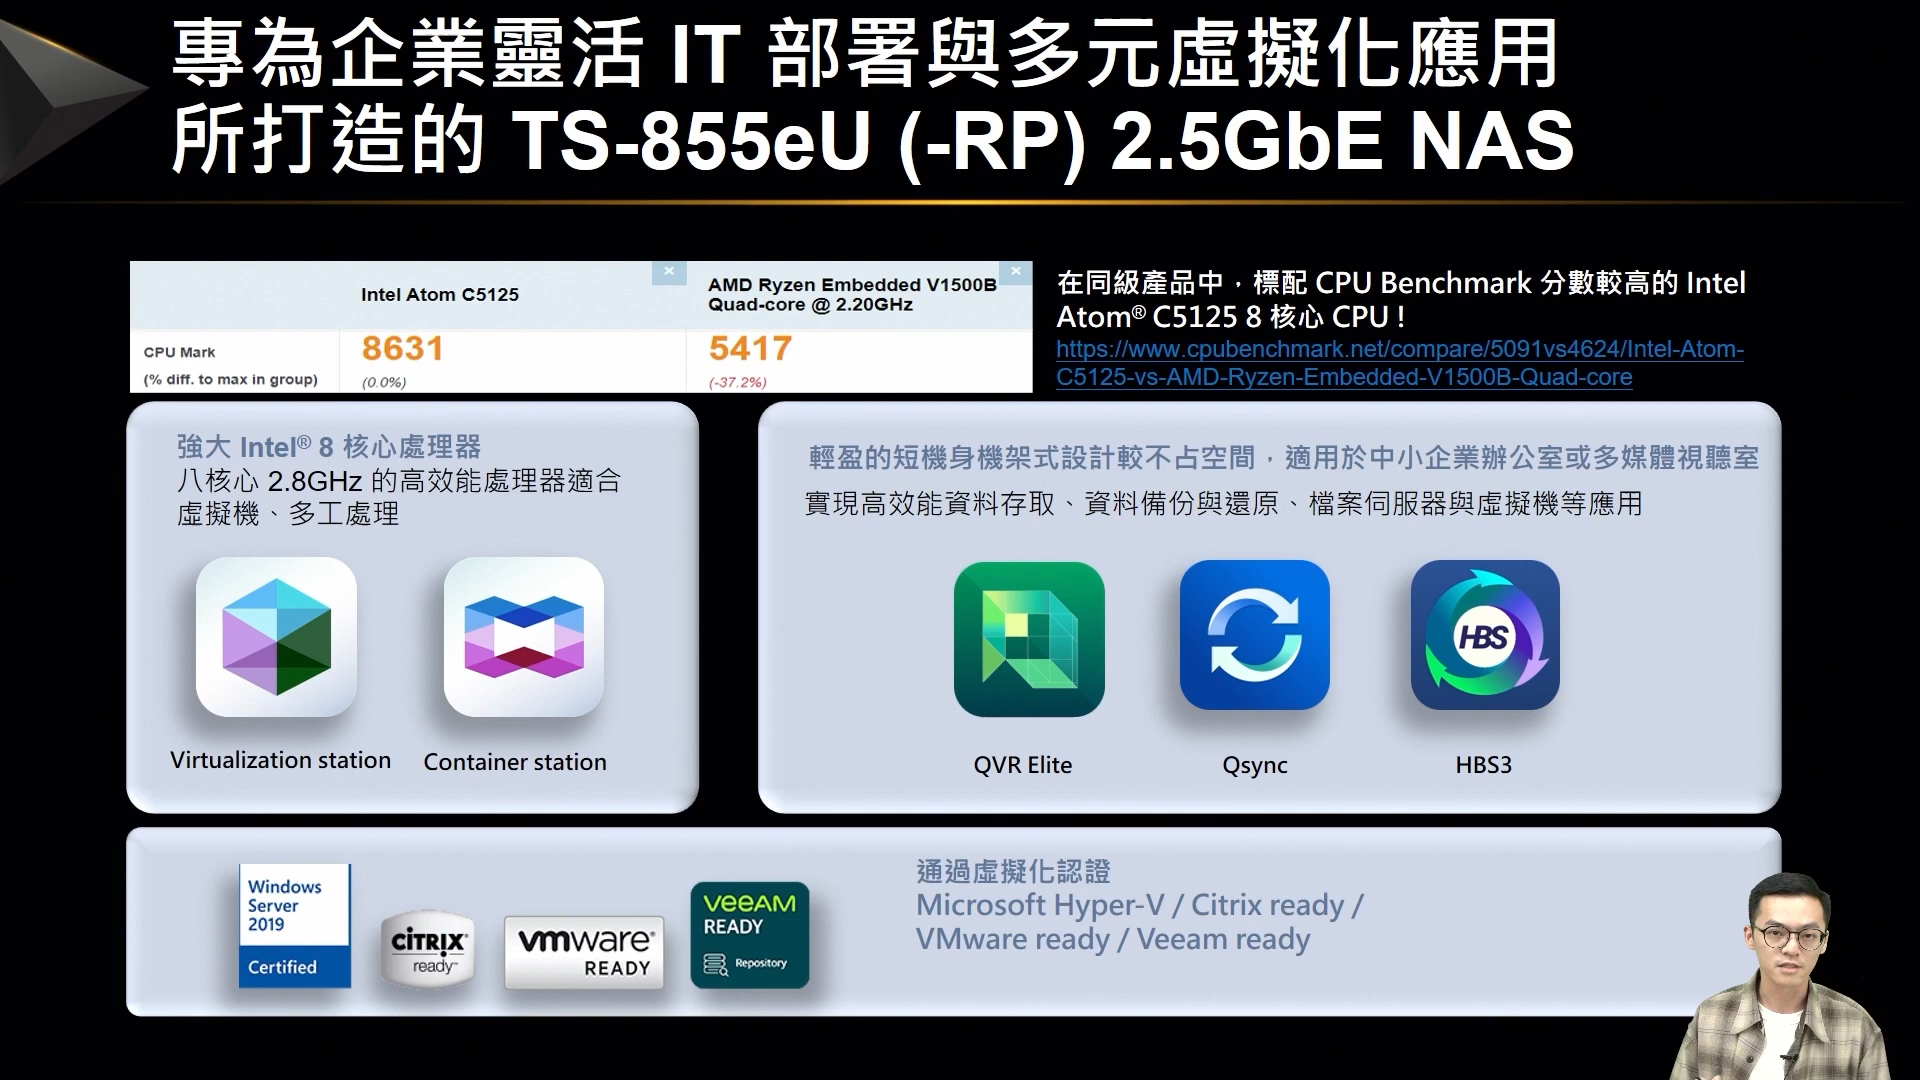 專為企業靈活 IT 部署與多元虛擬化應用
所打造的 TS-855eU (-RP) 2.5GbE NAS
Intel Atom C5125
AMD Ryzen Embedded V1500B
Quad-core @ 2.20GHz
CPU Mark
(% diff. to max in group)
8631
(0.0%)
5417
(-37.2%)
在同級產品中，標配 CPU Benchmark 分數較高的 Intel
Atom® C5125 8 核心 CPU !
https://www.cpubenchmark.net/compare/5091vs4624/Intel-Atom-
C5125-vs-AMD-Ryzen-Embedded-V1500B-Quad-core
強大 Intel® 8 核心處理器
八核心 2.8GHz 的高效能處理器適合
虛擬機、多工處理
Virtualization station
Container station
輕盈的短機身機架式設計較不占空間，適用於中小企業辦公室或多媒體視聽室
實現高效能資料存取、資料備份與還原、檔案伺服器與虛擬機等應用
HBS
QVR Elite
Qsync
HBS3
Windows
Server
2019
Certified
CITRIX®
ready™
vmware®
READY
VEEAM
READY
Repository
通過虛擬化認證
Microsoft Hyper-V / Citrix ready /
VMware ready / Veeam ready